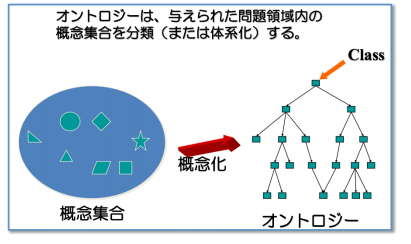 オントロジーは、与えられた問題領域内の
概念集合を分類（または体系化）する。
Class
概念化
概念集合
オントロジー